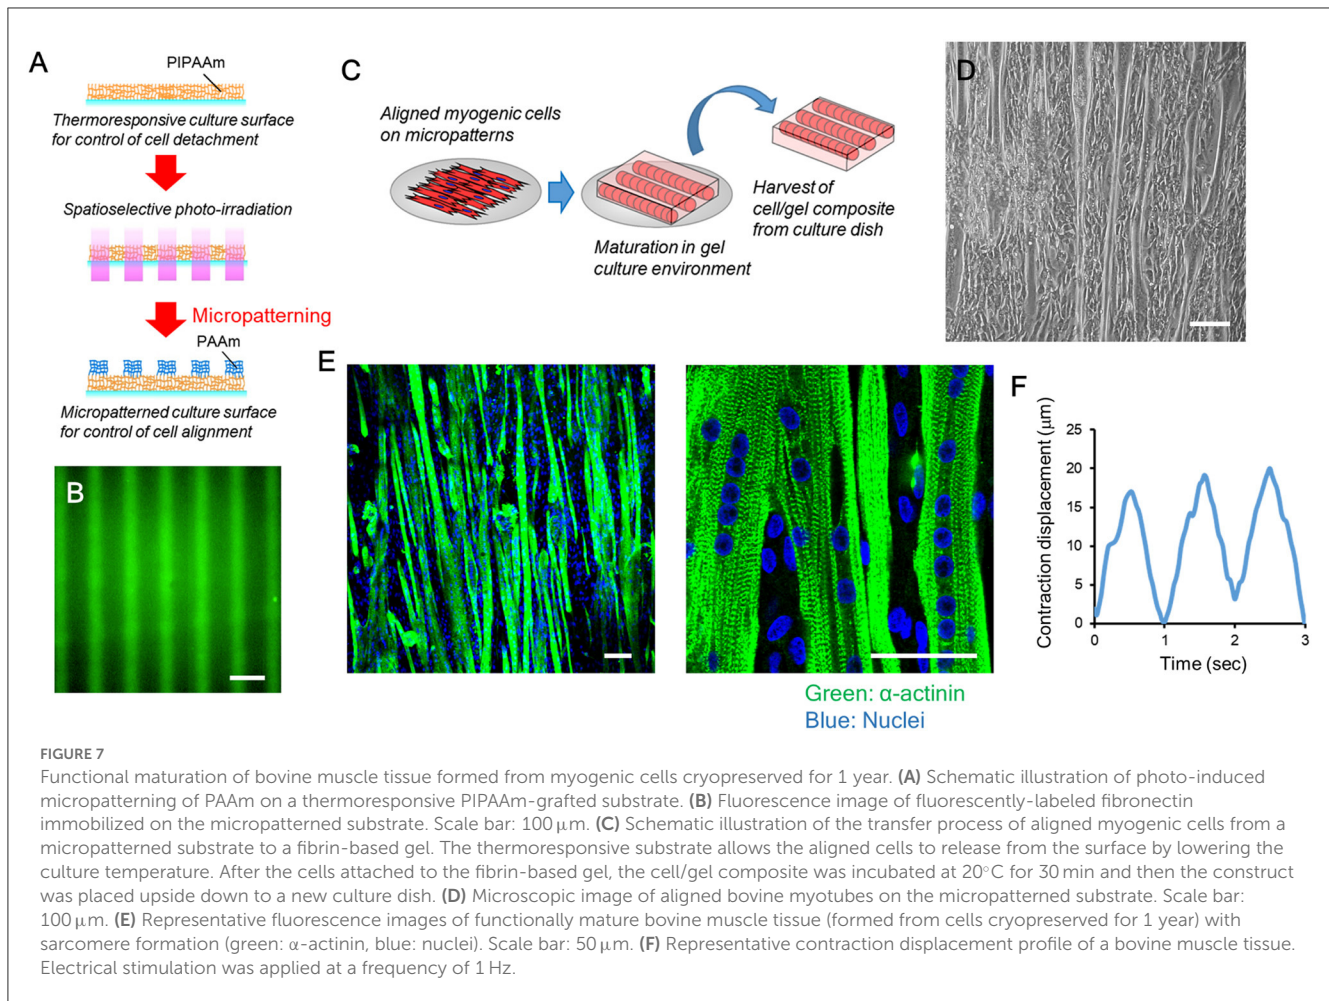 A
PIPAAm
Thermoresponsive culture surface
for control of cell detachment
Spatioselective photo-irradiation
Micropatterning
PAAm
Micropatterned culture surface
for control of cell alignment
B
C
Aligned myogenic cells
on micropatterns
Maturation in gel
culture environment
Harvest of
cell/gel composite
from culture dish
D
E
Green: α-actinin
Blue: Nuclei
F
Contraction displacement (μm)
25
20
15
10
5
0
0 1 2 3
Time (sec)
FIGURE 7
Functional maturation of bovine muscle tissue formed from myogenic cells cryopreserved for 1 year. (A) Schematic illustration of photo-induced
micropatterning of PAAm on a thermoresponsive PIPAAm-grafted substrate. (B) Fluorescence image of fluorescently-labeled fibronectin
immobilized on the micropatterned substrate. Scale bar: 100 μm. (C) Schematic illustration of the transfer process of aligned myogenic cells from a
micropatterned substrate to a fibrin-based gel. The thermoresponsive substrate allows the aligned cells to release from the surface by lowering the
culture temperature. After the cells attached to the fibrin-based gel, the cell/gel composite was incubated at 20°C for 30 min and then the construct
was placed upside down to a new culture dish. (D) Microscopic image of aligned bovine myotubes on the micropatterned substrate. Scale bar:
100 μm. (E) Representative fluorescence images of functionally mature bovine muscle tissue (formed from cells cryopreserved for 1 year) with
sarcomere formation (green: α-actinin, blue: nuclei). Scale bar: 50 μm. (F) Representative contraction displacement profile of a bovine muscle tissue.
Electrical stimulation was applied at a frequency of 1 Hz.